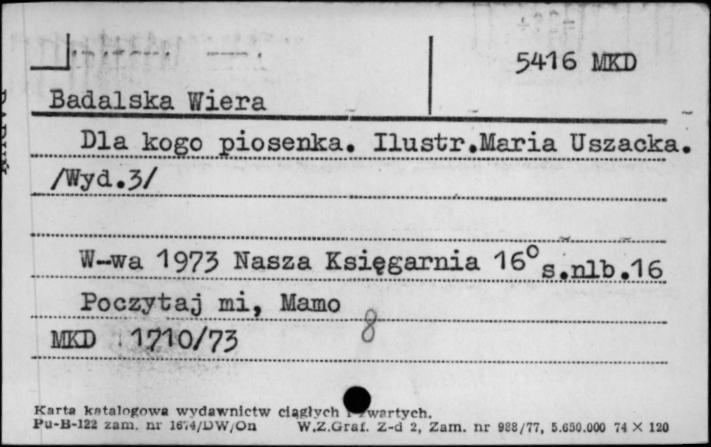 5416 MKD
Badalska Wiera
Dla kogo piosenka. Ilustr.Maria Uszacka.
/Wyd.3/
W-wa 1973 Nasza Księgarnia 16° s.nlb.16
Poczytaj mi, Mamo
MKD 1710/73 8
Karta katalogowa wydawnictw ciągłych i zwartych.
Pu-B-122 zam. nr 1674/DW/On W.Z.Graf. Z-d 2, Zam. nr 988/77, 5.650.000 74 × 120